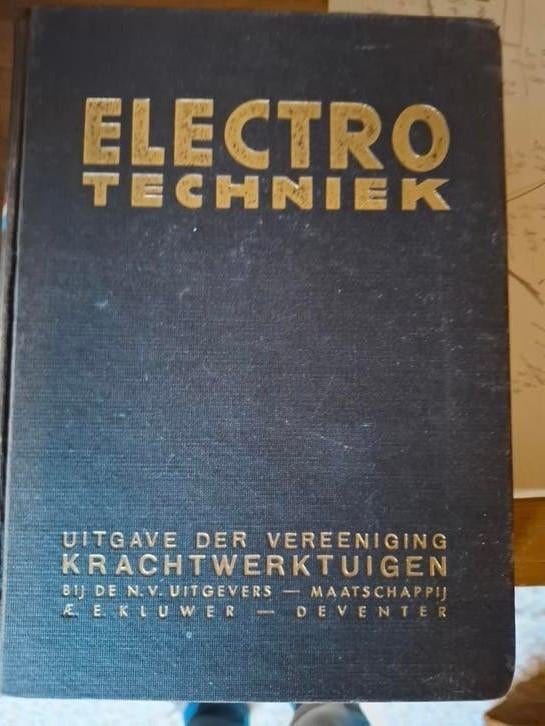 ELECTRO
TECHNIEK
UITGAVE DER VEREENIGING
KRACHTWERKTUIGEN
BIJ DE N.V. UITGEVERS — MAATSCHAPPIJ
Æ. E. KLUWER — DEVENTER